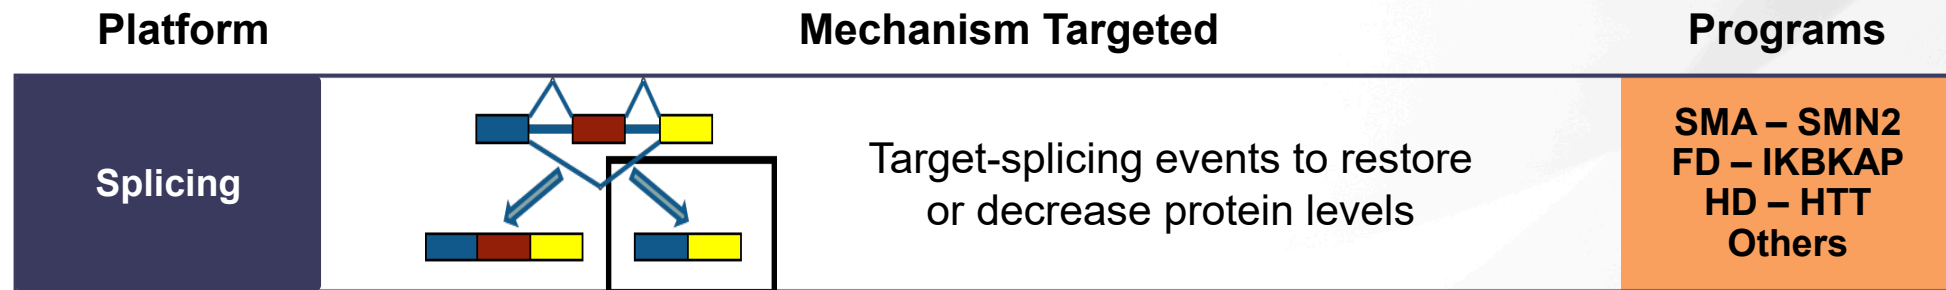 Platform
Mechanism Targeted
Programs
Splicing
Target-splicing events to restore
or decrease protein levels
SMA – SMN2
FD – IKBKAP
HD – HTT
Others